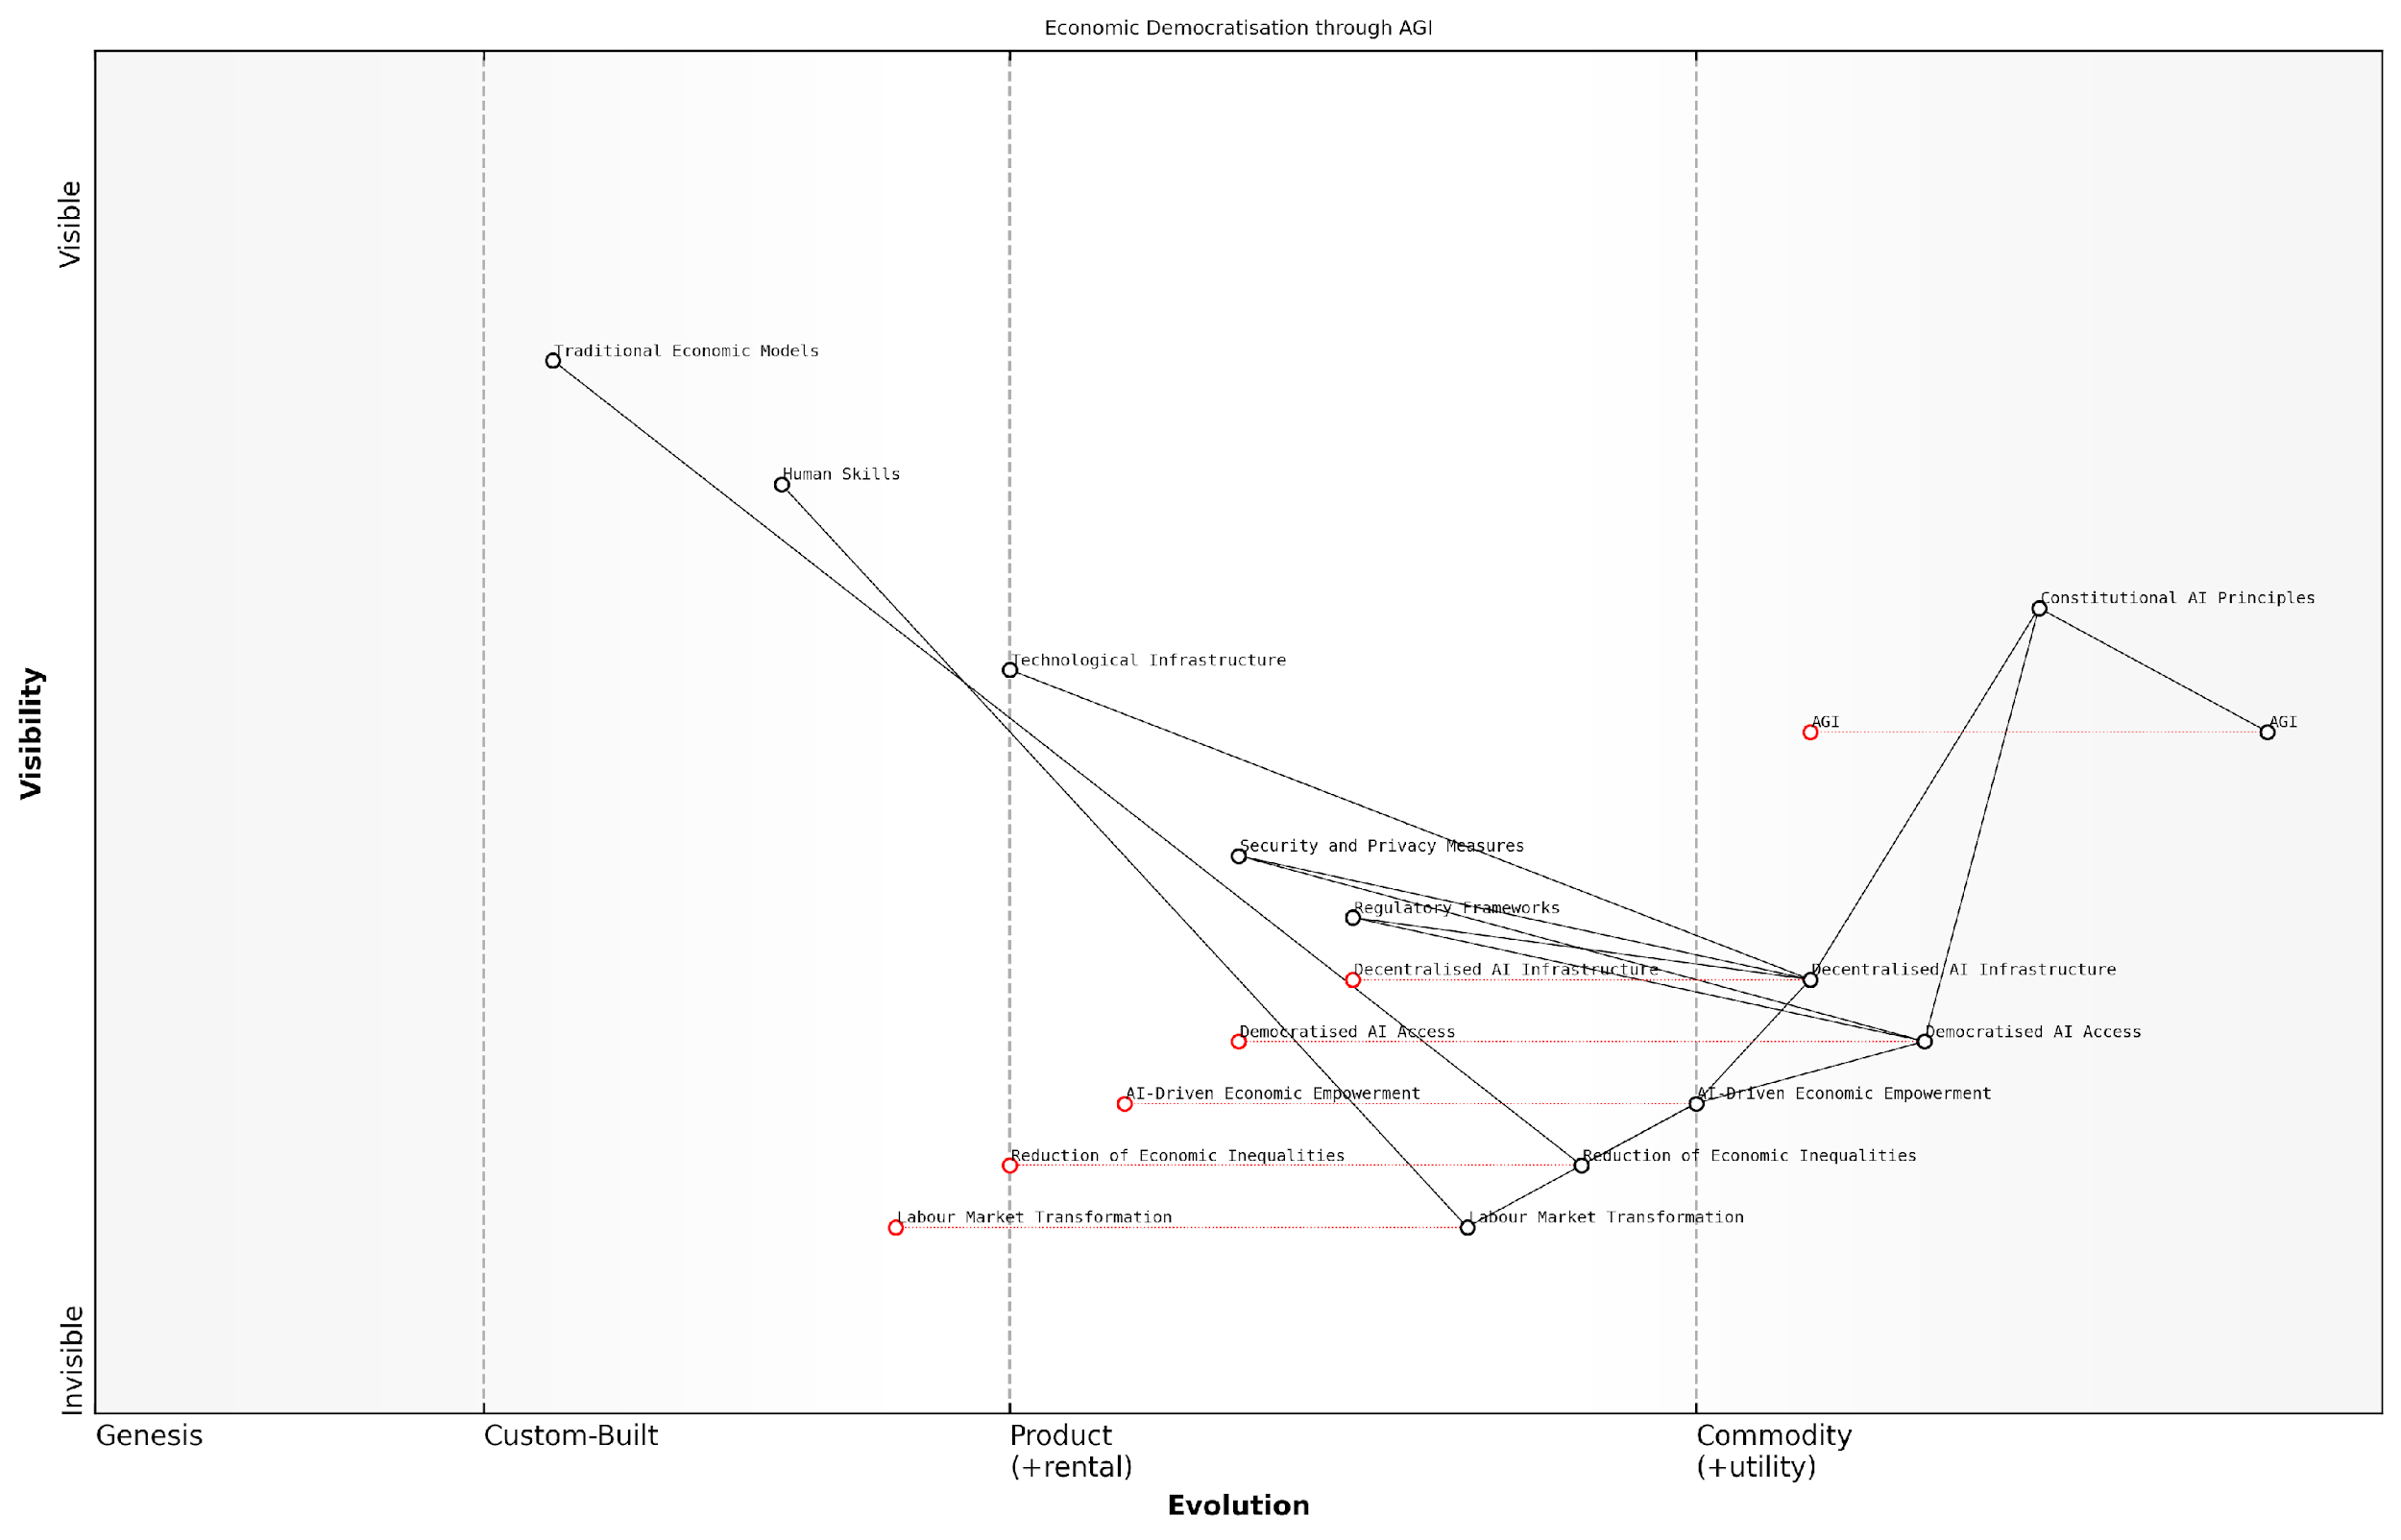 Economic Democratisation through AGI
Visible
Traditional Economic Models
Human Skills
Constitutional AI Principles
Technological Infrastructure
Visibility
AGI
AGI
Security and Privacy Measures
Regulatory Frameworks
Decentralised AI Infrastructure
Decentralised AI Infrastructure
Democratised AI Access
Democratised AI Access
AI-Driven Economic Empowerment
AI-Driven Economic Empowerment
Reduction of Economic Inequalities
Reduction of Economic Inequalities
Labour Market Transformation
Labour Market Transformation
Invisible
Genesis
Custom-Built
Product
(+rental)
Commodity
(+utility)
Evolution